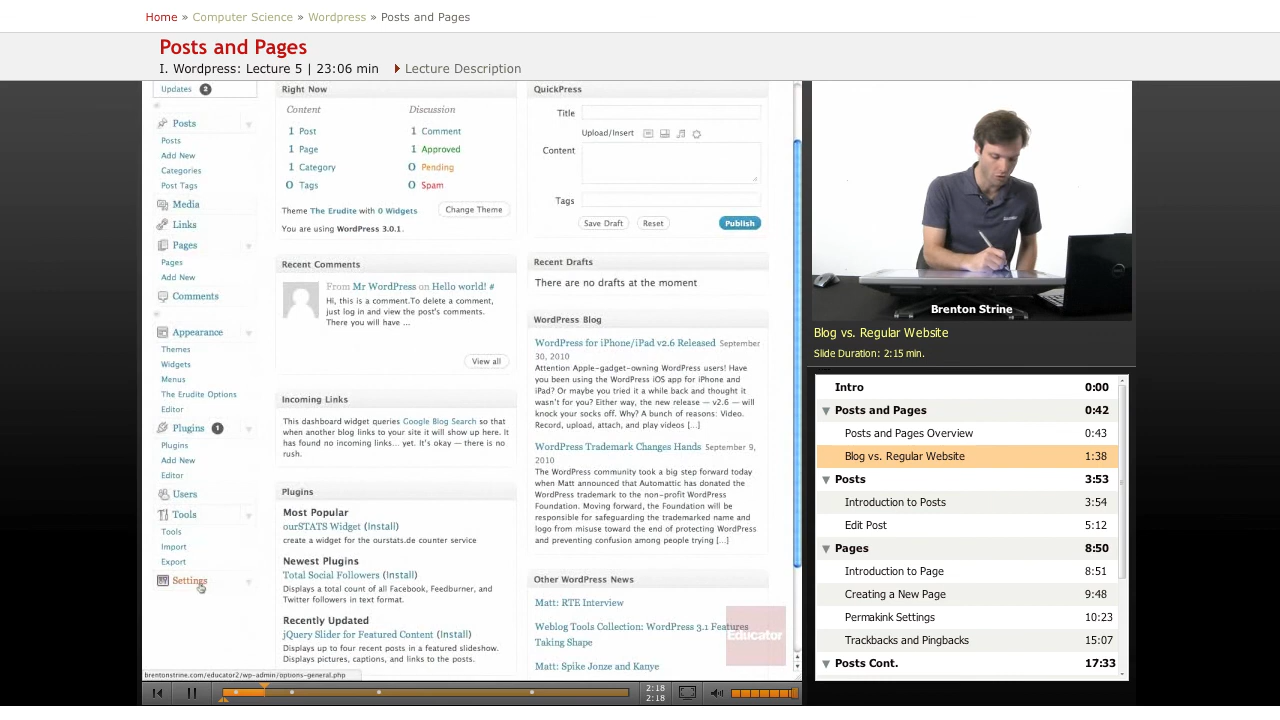 Home » Computer Science » Wordpress » Posts and Pages
Posts and Pages
I. Wordpress: Lecture 5 | 23:06 min
Lecture Description
Updates 2
Posts
Posts
Add New
Categories
Post Tags
Media
Links
Pages
Pages
Add New
Comments
Appearance
Themes
Widgets
Menus
The Erudite Options
Editor
Plugins 1
Plugins
Add New
Editor
Users
Tools
Tools
Import
Export
Settings
Right Now
Content
Discussion
1 Post
1 Comment
1 Page
1 Approved
1 Category
0 Pending
0 Tags
0 Spam
Theme The Erudite with 0 Widgets
Change Theme
You are using WordPress 3.0.1.
Recent Comments
From Mr WordPress on Hello world! #
Hi, this is a comment.To delete a comment,
just log in and view the post's comments.
There you will have ...
View all
Incoming Links
This dashboard widget queries Google Blog Search so that
when another blog links to your site it will show up here. It
has found no incoming links... yet. It's okay — there is no
rush.
Plugins
Most Popular
ourSTATS Widget (Install)
create a widget for the ourstats.de counter service
Newest Plugins
Total Social Followers (Install)
Displays a total count of all Facebook, Feedburner, and
Twitter followers in text format.
Recently Updated
jQuery Slider for Featured Content (Install)
Displays up to four recent posts in a featured slideshow.
Displays pictures, captions, and links to the posts.
QuickPress
Title
Upload/Insert
Content
Tags
Save Draft
Reset
Publish
Recent Drafts
There are no drafts at the moment
WordPress Blog
WordPress for iPhone/iPad v2.6 Released September
30, 2010
Attention Apple-gadget-owning WordPress users! Have
you been using the WordPress iOS app for iPhone and
iPad? Or maybe you tried it a while back and thought it
wasn't for you? Either way, the new release — v2.6 — will
knock your socks off. Why? A bunch of reasons: Video.
Record, upload, attach, and play videos [...]
WordPress Trademark Changes Hands September 9,
2010
The WordPress community took a big step forward today
when Matt announced that Automattic has donated the
WordPress trademark to the non-profit WordPress
Foundation. Moving forward, the Foundation will be
responsible for safeguarding the trademarked name and
logo from misuse toward the end of protecting WordPress
and preventing confusion among people trying [...]
Other WordPress News
Matt: RTE Interview
Weblog Tools Collection: WordPress 3.1 Features
Taking Shape
Matt: Spike Jonze and Kanye
Educator
brentonstrine.com/educator2/wp-admin/options-general.php
2:18
2:18
Brenton Strine
Blog vs. Regular Website
Slide Duration: 2:15 min.
Intro 0:00
Posts and Pages 0:42
Posts and Pages Overview 0:43
Blog vs. Regular Website 1:38
Posts 3:53
Introduction to Posts 3:54
Edit Post 5:12
Pages 8:50
Introduction to Page 8:51
Creating a New Page 9:48
Permakink Settings 10:23
Trackbacks and Pingbacks 15:07
Posts Cont. 17:33